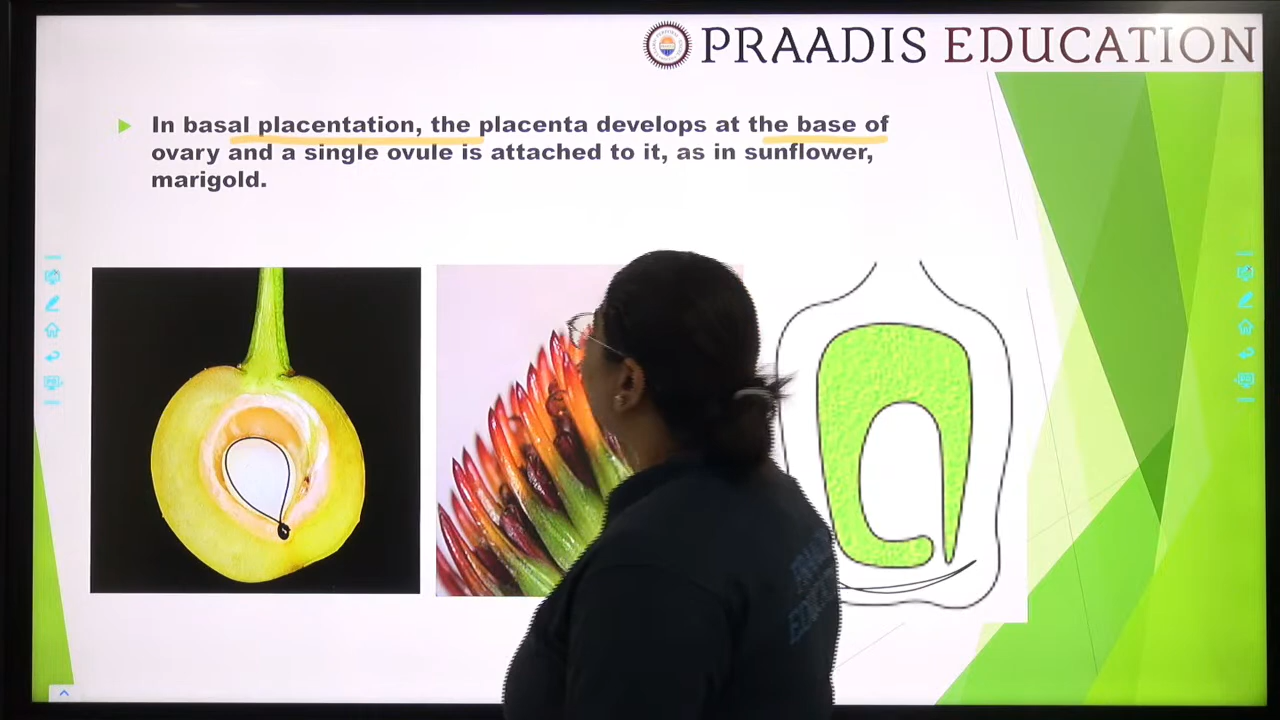 PRAADIS EDUCATION
In basal placentation, the placenta develops at the base of
ovary and a single ovule is attached to it, as in sunflower,
marigold.